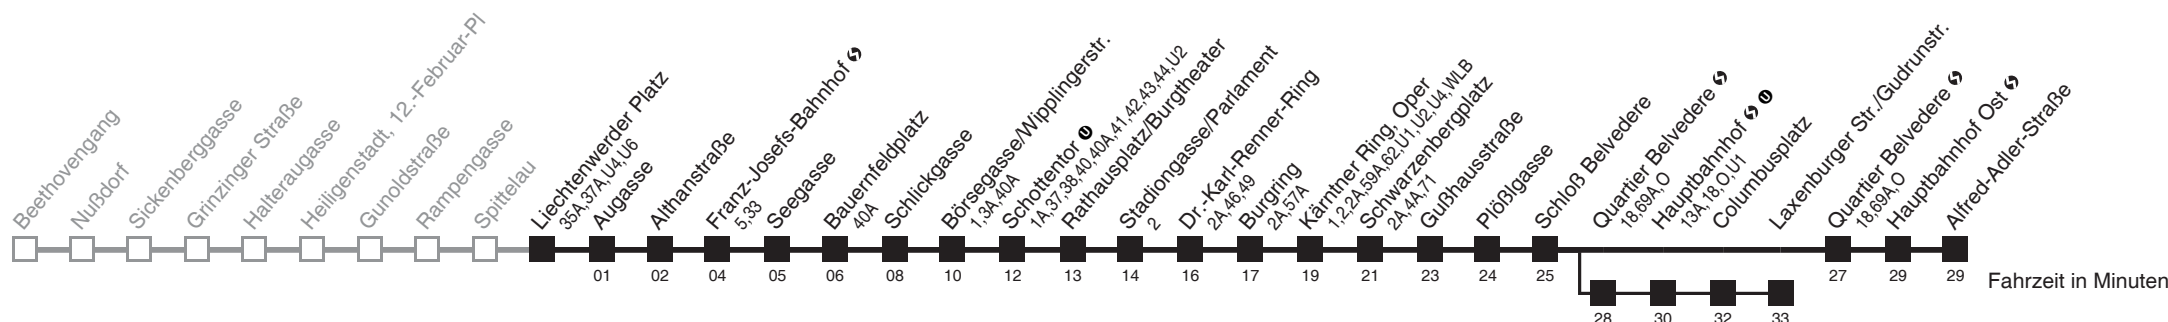 Beethovengang
Nußdorf
Sickenberggasse
Grinzinger Straße
Halteraugasse
Heiligenstadt, 12.-Februar-Pl
Gunoldstraße
Rampengasse
Spittelau
Liechtenwerder Platz
35A,37A,U4,U6
Augasse
Althanstraße
Franz-Josefs-Bahnhof
5,33
Seegasse
Bauernfeldplatz
40A
Schlickgasse
Börsegasse/Wipplingerstr.
1,3A,40A
Schottentor U
1A,37,38,40,40A,41,42,43,44,U2
Rathausplatz/Burgtheater
Stadiongasse/Parlament
2
Dr.-Karl-Renner-Ring
2A,46,49
Burgring
2A,57A
Kärntner Ring, Oper
1,2,2A,59A,62,U1,U2,U4,WLB
Schwarzenbergplatz
2A,4A,71
Gußhausstraße
Plößlgasse
Schloß Belvedere
Quartier Belvedere
18,69A,O
Hauptbahnhof U
13A,18,O,U1
Columbusplatz
Laxenburger Str./Gudrunstr.
Quartier Belvedere
18,69A,O
Hauptbahnhof Ost
Alfred-Adler-Straße
01 02 04 05 06 08 10 12 13 14 16 17 19 21 23 24 25 27 29 29
Fahrzeit in Minuten
28 30 32 33